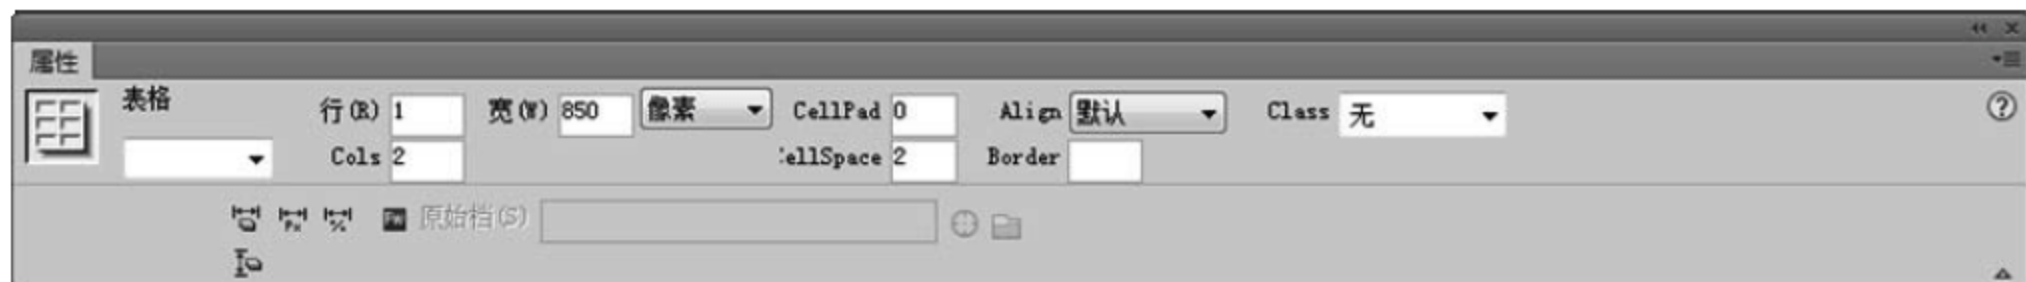 属性
表格 行(R) 1 宽(W) 850 像素 CellPad 0 Align 默认 Class 无
Cols 2 CellSpace 2 Border
原始档(S)